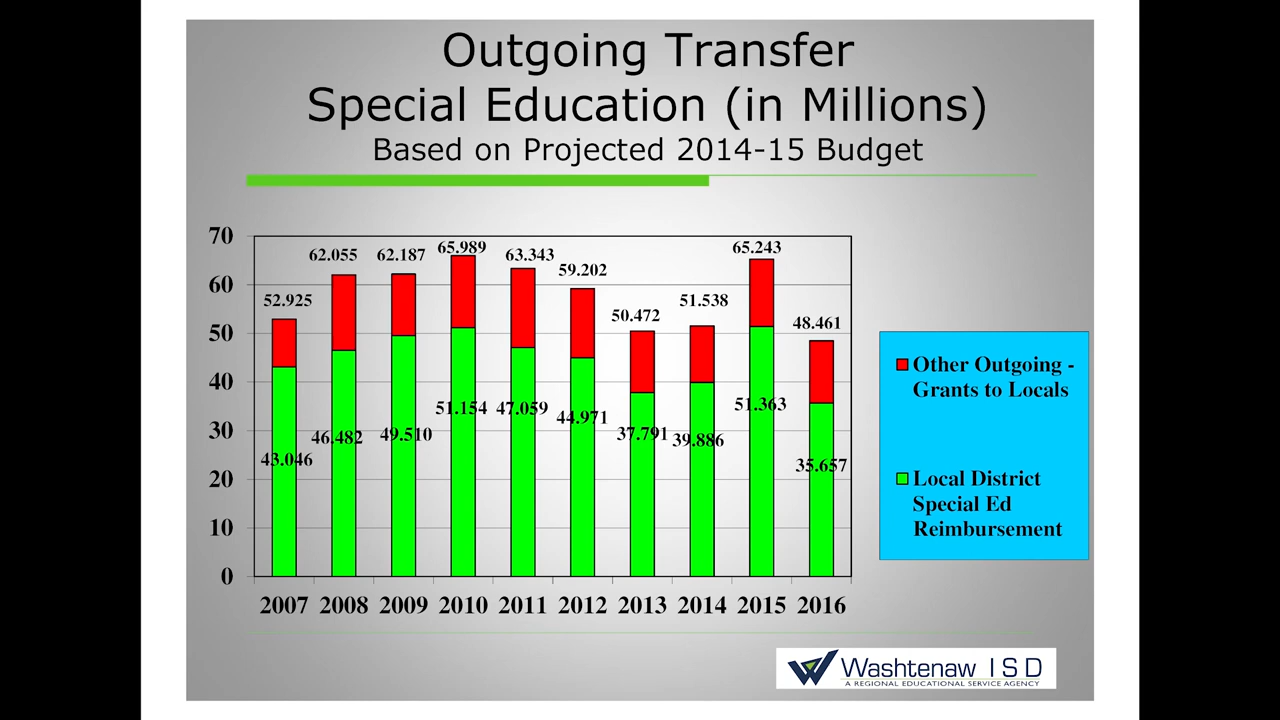 Outgoing Transfer
Special Education (in Millions)
Based on Projected 2014-15 Budget
70
60
50
40
30
20
10
0
52.925
62.055
62.187
65.989
63.343
59.202
50.472
51.538
65.243
48.461
43.046
46.482
49.510
51.154
47.059
44.971
37.791
39.886
51.363
35.657
2007 2008 2009 2010 2011 2012 2013 2014 2015 2016
Other Outgoing -
Grants to Locals
Local District
Special Ed
Reimbursement
Washtenaw ISD
A REGIONAL EDUCATIONAL SERVICE AGENCY